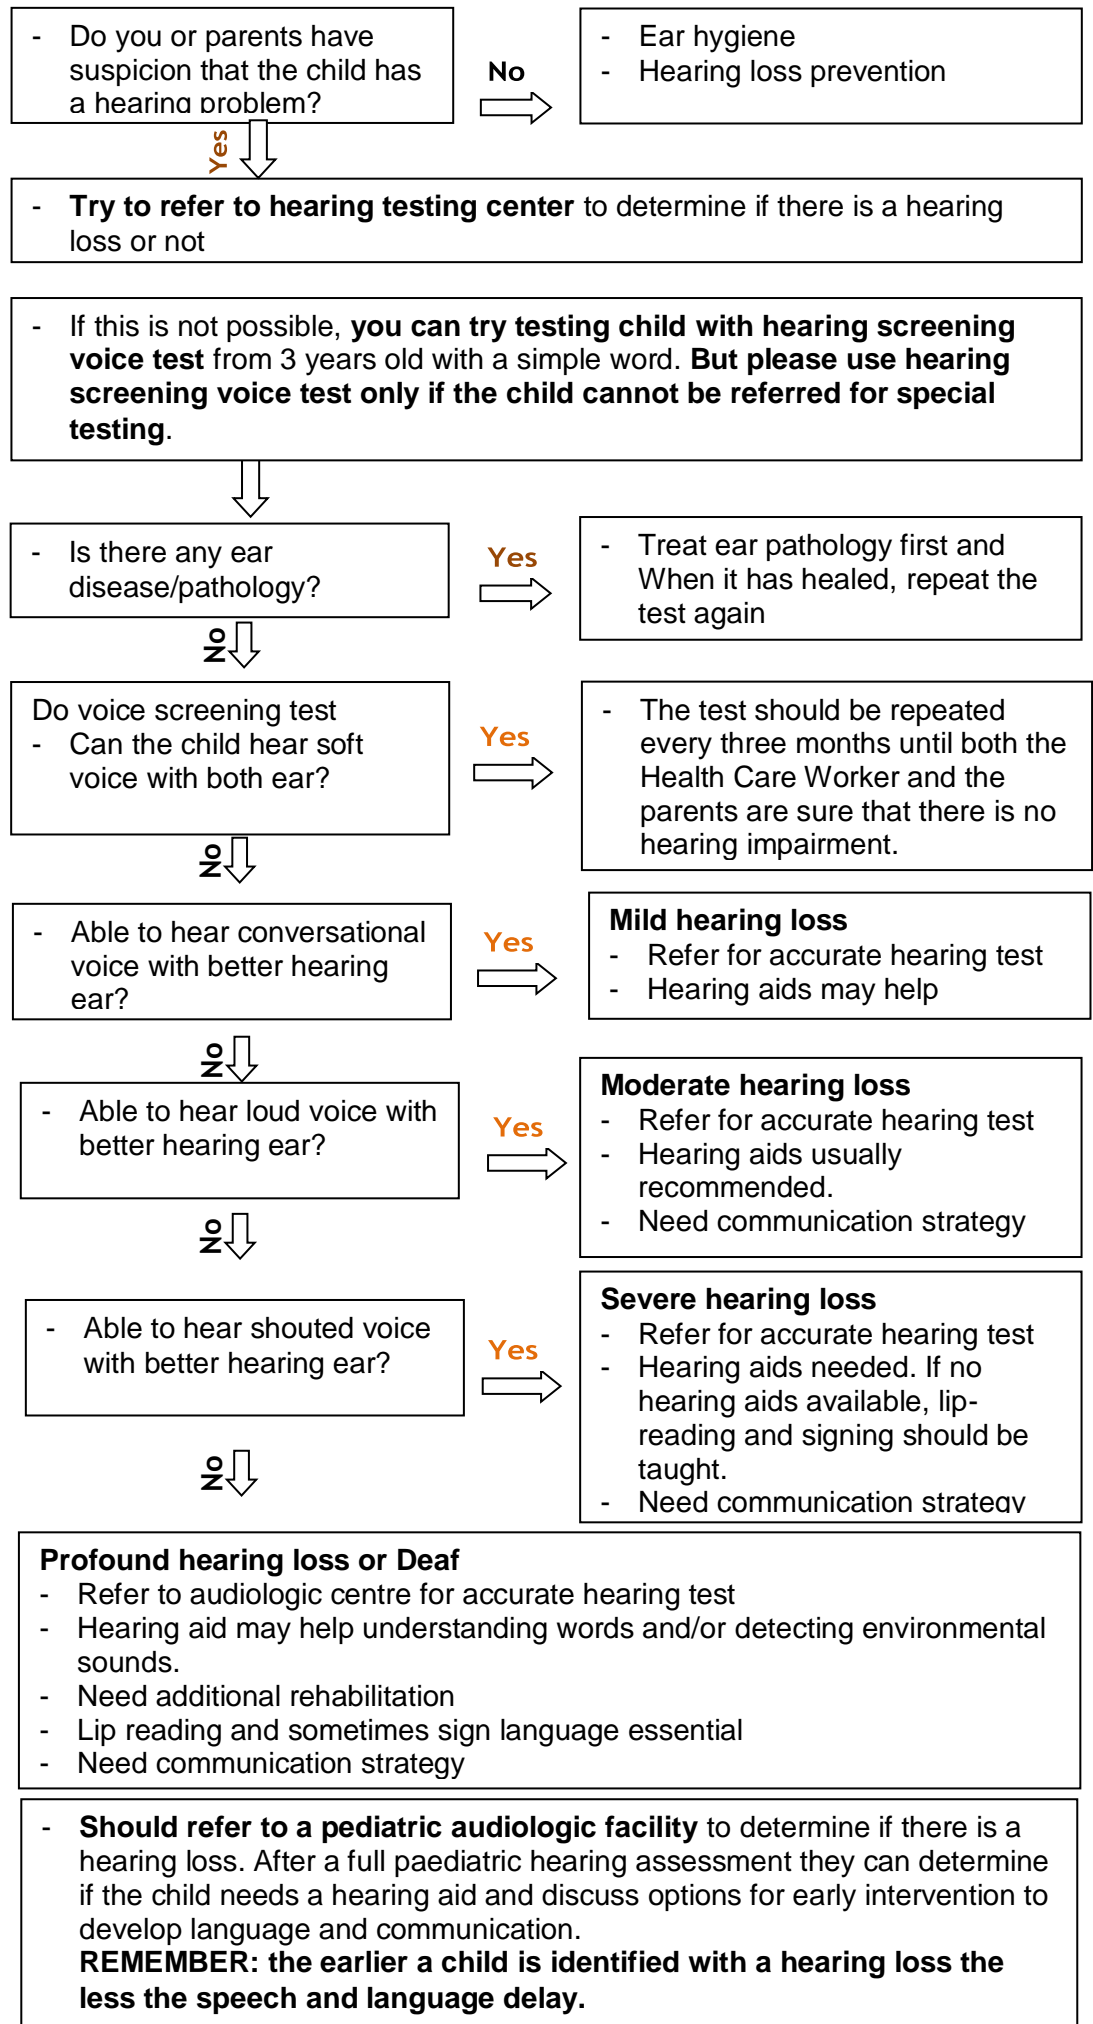 - Do you or parents have
suspicion that the child has
a hearing problem?
No
- Ear hygiene
- Hearing loss prevention
Yes
- Try to refer to hearing testing center to determine if there is a hearing
loss or not
- If this is not possible, you can try testing child with hearing screening
voice test from 3 years old with a simple word. But please use hearing
screening voice test only if the child cannot be referred for special
testing.
- Is there any ear
disease/pathology?
Yes
- Treat ear pathology first and
When it has healed, repeat the
test again
No
Do voice screening test
- Can the child hear soft
voice with both ear?
Yes
- The test should be repeated
every three months until both the
Health Care Worker and the
parents are sure that there is no
hearing impairment.
No
- Able to hear conversational
voice with better hearing
ear?
Yes
Mild hearing loss
- Refer for accurate hearing test
- Hearing aids may help
No
- Able to hear loud voice with
better hearing ear?
Yes
Moderate hearing loss
- Refer for accurate hearing test
- Hearing aids usually
recommended.
- Need communication strategy
No
- Able to hear shouted voice
with better hearing ear?
Yes
Severe hearing loss
- Refer for accurate hearing test
- Hearing aids needed. If no
hearing aids available, lip-
reading and signing should be
taught.
- Need communication strategy
No
Profound hearing loss or Deaf
- Refer to audiologic centre for accurate hearing test
- Hearing aid may help understanding words and/or detecting environmental
sounds.
- Need additional rehabilitation
- Lip reading and sometimes sign language essential
- Need communication strategy
- Should refer to a pediatric audiologic facility to determine if there is a
hearing loss. After a full paediatric hearing assessment they can determine
if the child needs a hearing aid and discuss options for early intervention to
develop language and communication.
REMEMBER: the earlier a child is identified with a hearing loss the
less the speech and language delay.